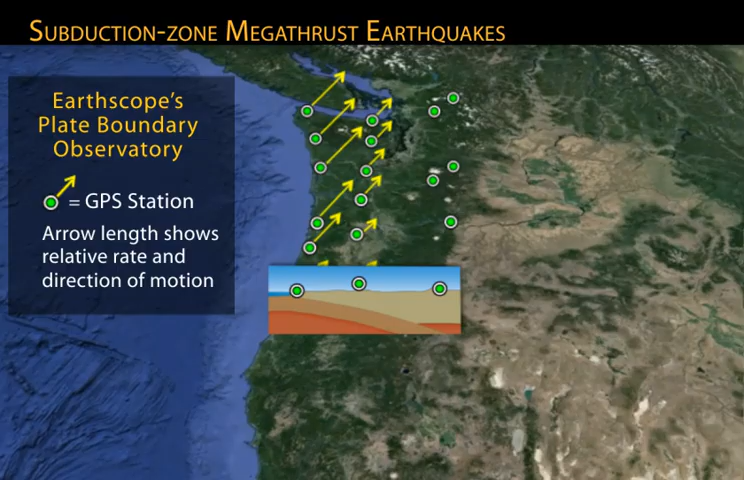 Subduction-zone Megathrust Earthquakes
Earthscope's
Plate Boundary
Observatory
= GPS Station
Arrow length shows
relative rate and
direction of motion